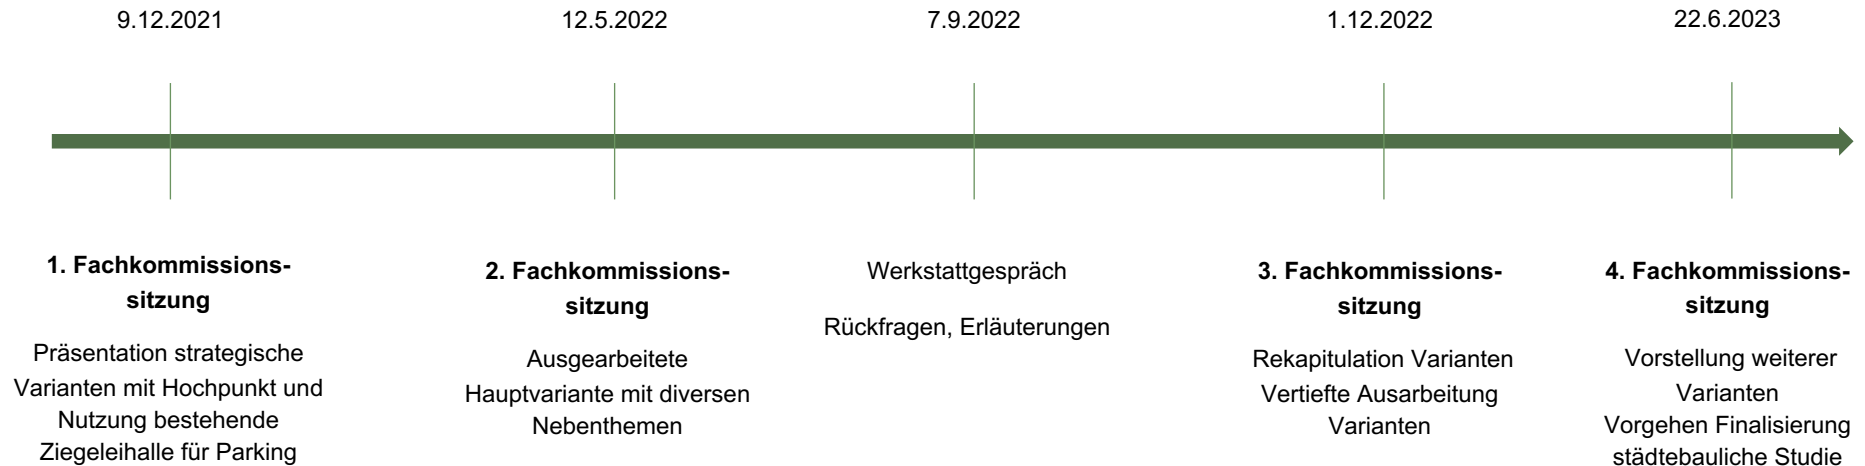 9.12.2021
12.5.2022
7.9.2022
1.12.2022
22.6.2023
1. Fachkommissions-
sitzung
Präsentation strategische
Varianten mit Hochpunkt und
Nutzung bestehende
Ziegeleihalle für Parking
2. Fachkommissions-
sitzung
Ausgearbeitete
Hauptvariante mit diversen
Nebenthemen
Werkstattgespräch
Rückfragen, Erläuterungen
3. Fachkommissions-
sitzung
Rekapitulation Varianten
Vertiefte Ausarbeitung
Varianten
4. Fachkommissions-
sitzung
Vorstellung weiterer
Varianten
Vorgehen Finalisierung
städtebauliche Studie